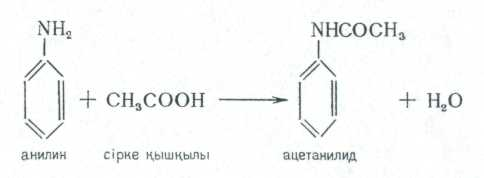 NH₂ NHCOCH₃
+ CH₃COOH + H₂O
анилин сірке қышқылы ацетанилид